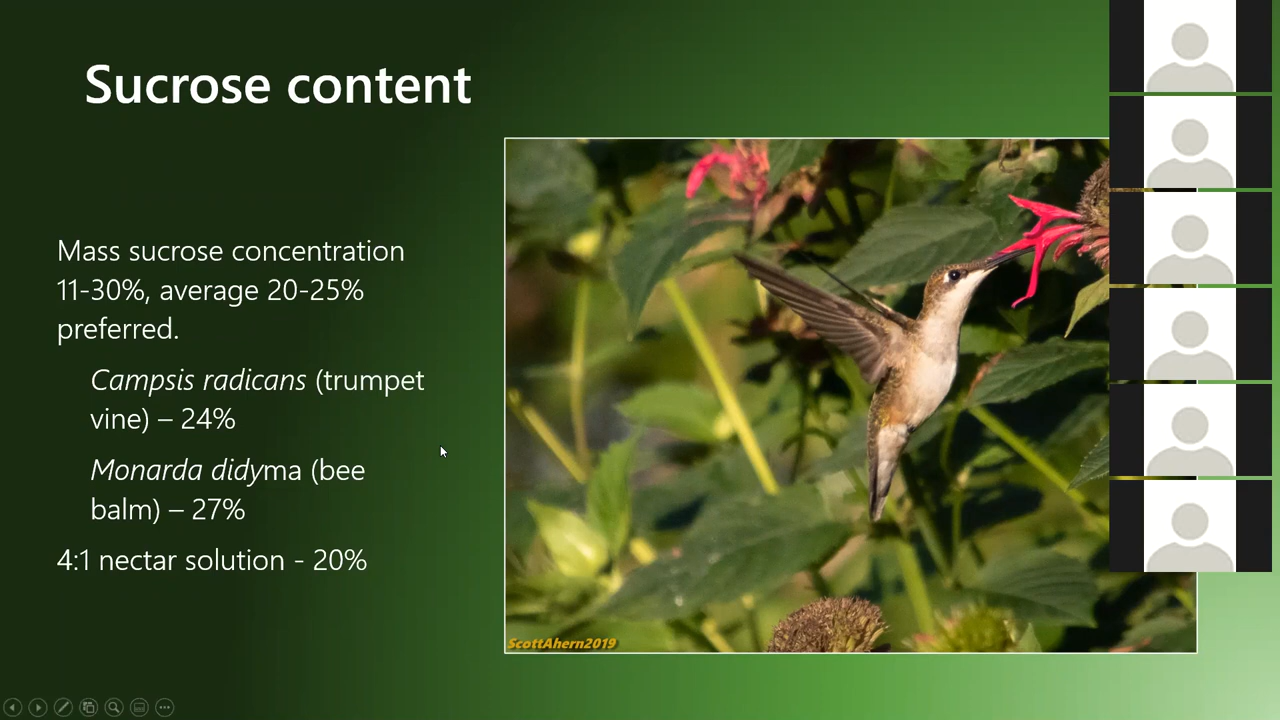 Sucrose content
Mass sucrose concentration
11-30%, average 20-25%
preferred.
Campsis radicans (trumpet
vine) – 24%
Monarda didyma (bee
balm) – 27%
4:1 nectar solution - 20%
ScottAhern2019